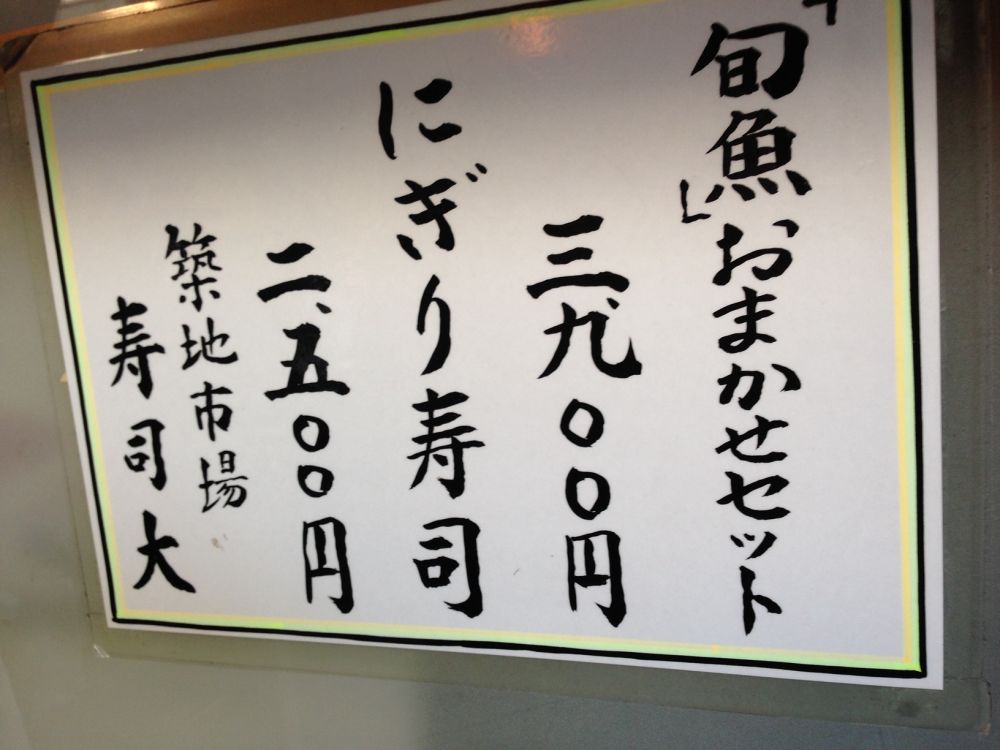 「旬魚」おまかせセット
三、九〇〇円
にぎり寿司
二、五〇〇円
築地市場
寿司大